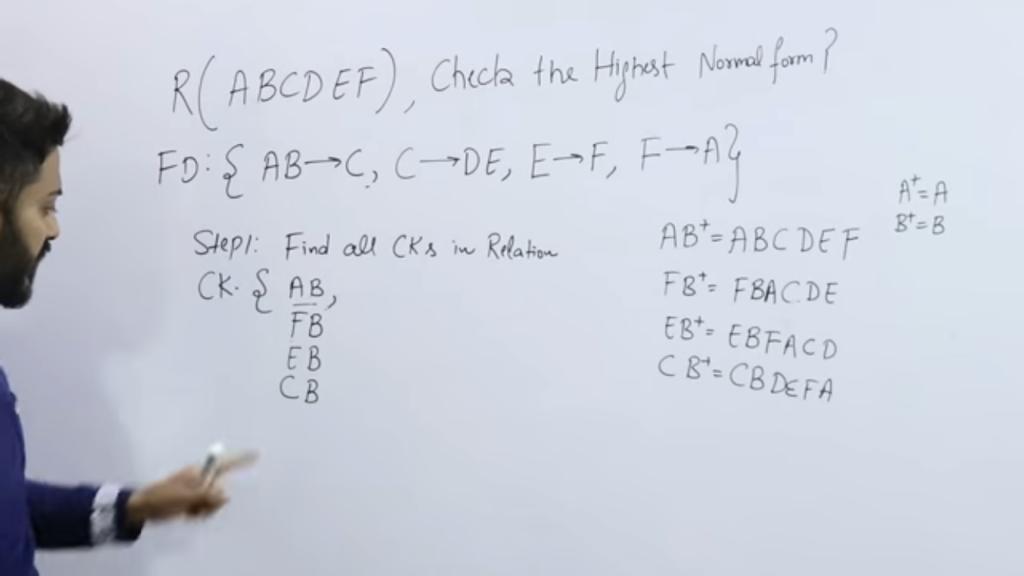 R(ABCDEF), Check the Highest Normal form?
FD: { AB→C, C→DE, E→F, F→A}
Step1: Find all CKs in Relation
CK. { AB,
FB
EB
CB
AB⁺=ABCDEF
FB⁺= FBACDE
EB⁺= EBFACD
CB⁺=CBDEFA
A⁺=A
B⁺=B